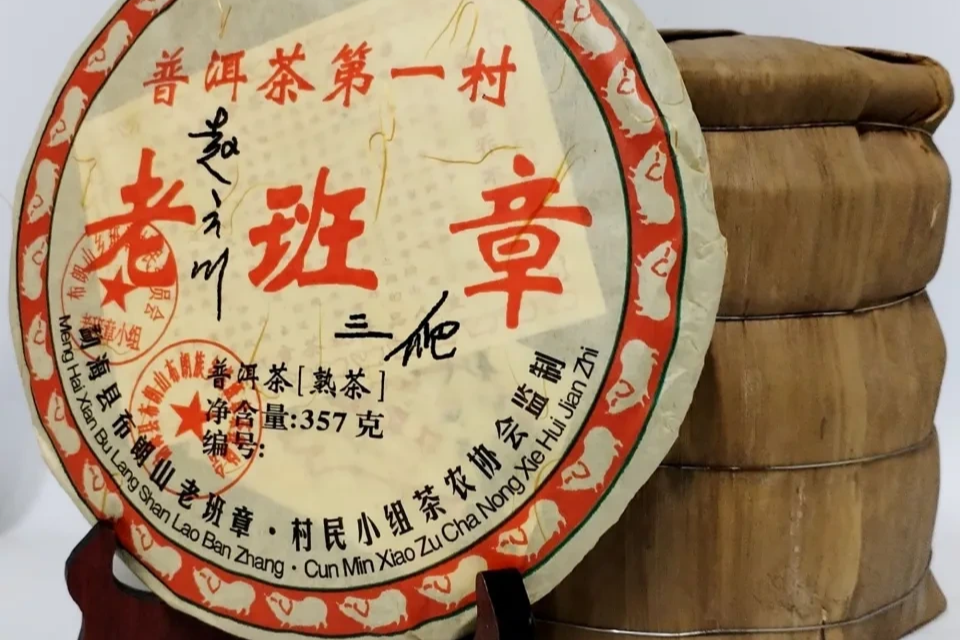 普洱茶第一村
老班章
三爬
普洱茶[熟茶]
净含量:357克
编号:
勐海县布朗山老班章·村民小组茶农协会监制
Meng Hai Xian Bu Lang Shan Lao Ban Zhang · Cun Min Xiao Zu Cha Nong Xie Hui Jian Zhi